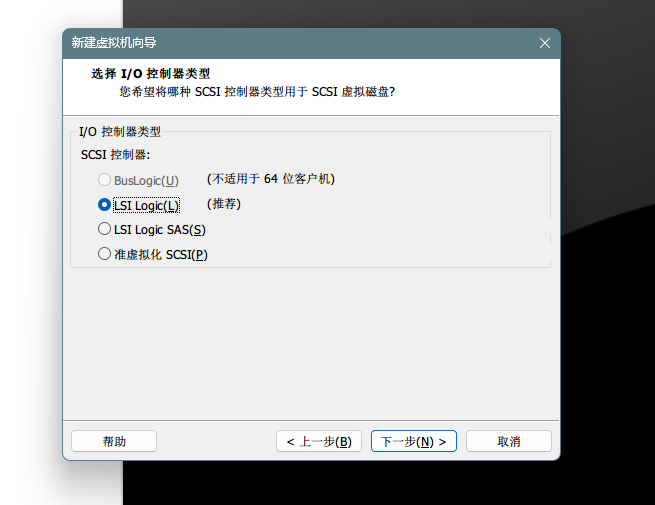 新建虚拟机向导
选择 I/O 控制器类型
您希望将哪种 SCSI 控制器类型用于 SCSI 虚拟磁盘?
I/O 控制器类型
SCSI 控制器:
BusLogic(U) (不适用于 64 位客户机)
LSI Logic(L) (推荐)
LSI Logic SAS(S)
准虚拟化 SCSI(P)
帮助 < 上一步(B) 下一步(N) > 取消